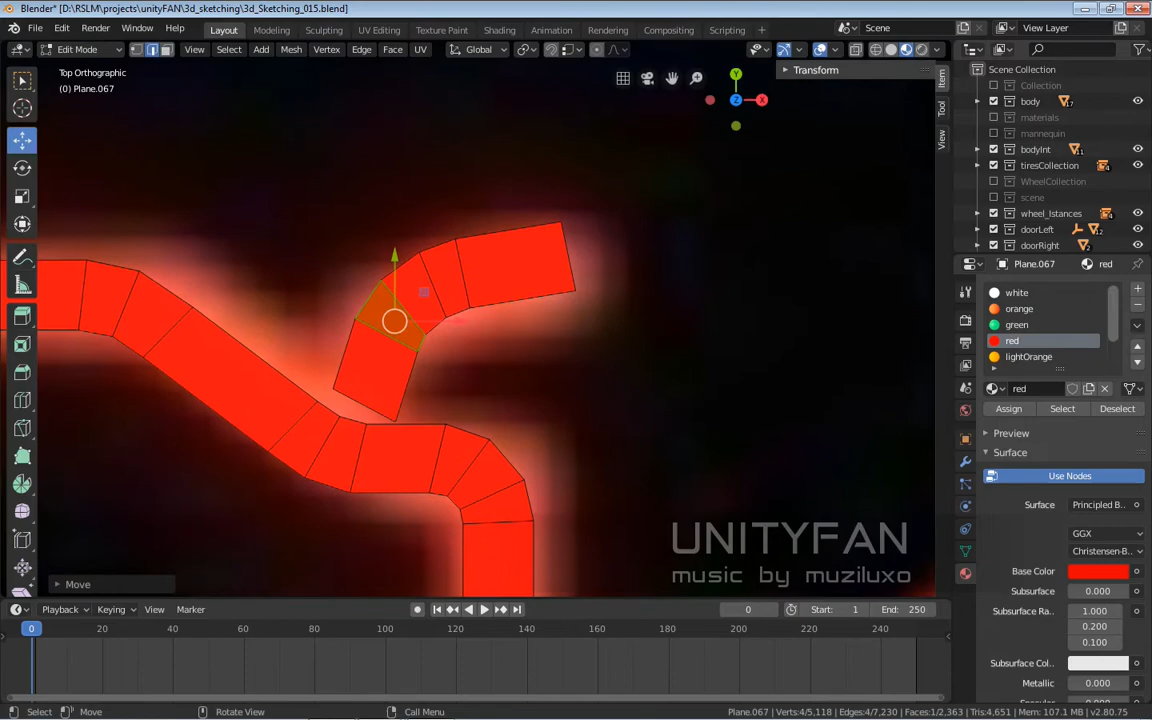 Blender* [D:\RSLM\projects\unityFAN\3d_sketching\3d_Sketching_015.blend]
File Edit Render Window Help Layout Modeling Sculpting UV Editing Texture Paint Shading Animation Rendering Compositing Scripting Scene View Layer
Edit Mode View Select Add Mesh Vertex Edge Face UV Global
Top Orthographic
(0) Plane.067
Transform
Item
Tool
View
Y
Z
X
Scene Collection
Collection
body 17
materials
mannequin
bodyInt 11
tiresCollection 4
WheelCollection
scene
wheel_Istances 4
doorLeft 12
doorRight 2
Plane.067 red
white
orange
green
red
lightOrange
red
Assign Select Deselect
Preview
Surface
Use Nodes
Surface Principled B..
GGX
Christensen-B..
Base Color
Subsurface 0.000
Subsurface Ra.. 1.000
0.200
0.100
Subsurface Col..
Metallic 0.000
UNITYFAN
music by muziluxo
Move
Playback Keying View Marker 0 Start: 1 End: 250
0 20 40 60 80 100 120 140 160 180 200 220 240
Select Move Rotate View Call Menu Plane.067 | Verts:4/5,118 | Edges:4/7,230 | Faces:1/2,363 | Tris:4,651 | Mem: 107.1 MB | v2.80.75